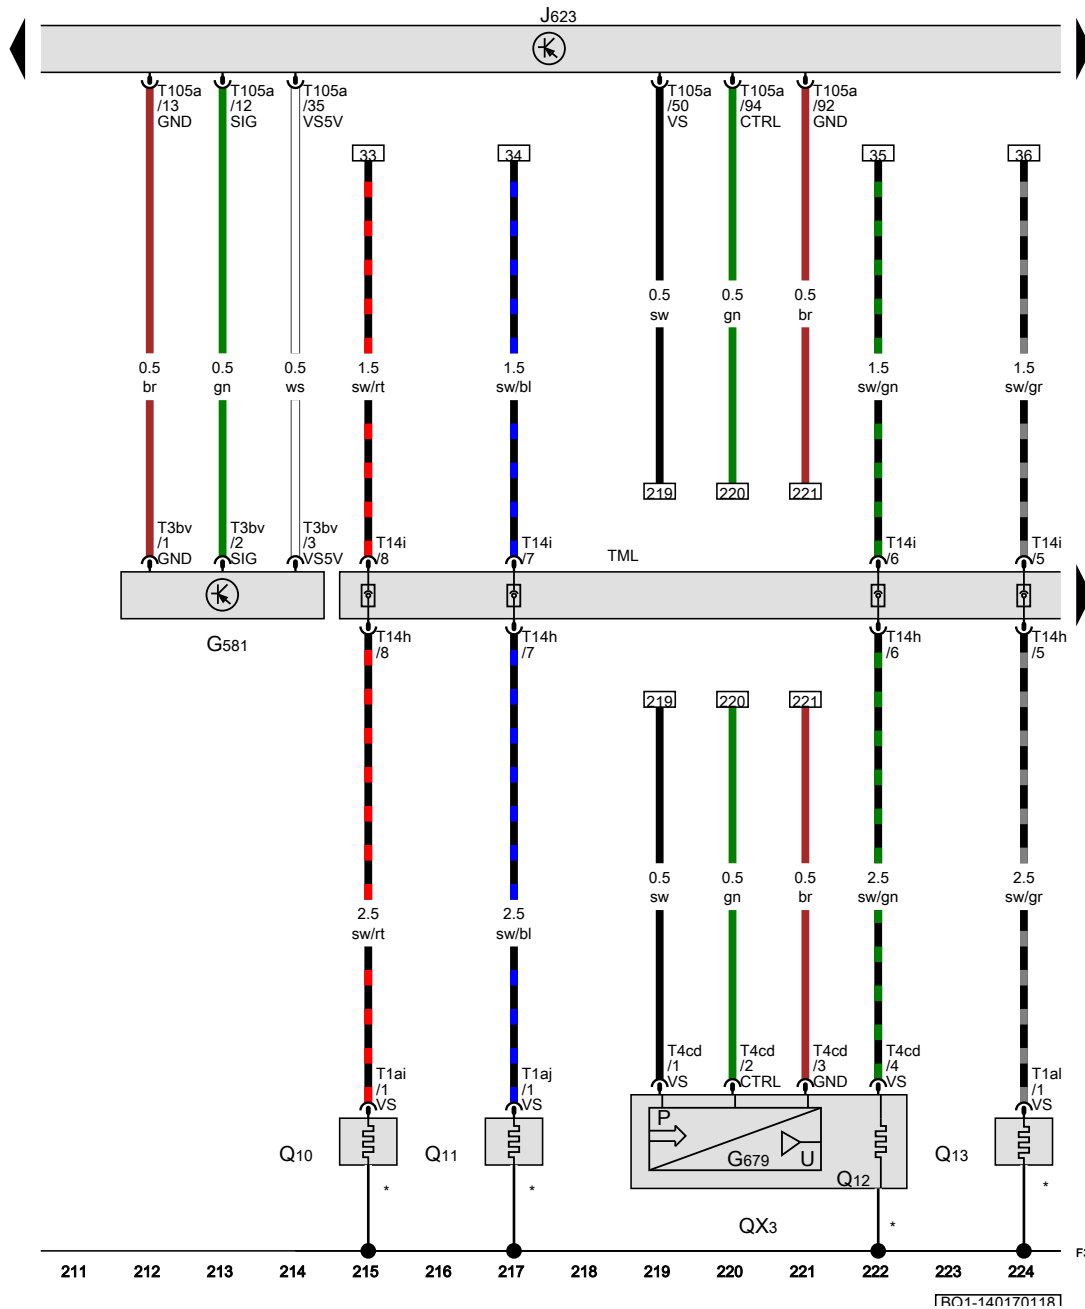 J623
T105a
/13
GND
T105a
/12
SIG
T105a
/35
VS5V
T105a
/50
VS
T105a
/94
CTRL
T105a
/92
GND
33
34
35
36
0.5
sw
0.5
gn
0.5
br
0.5
br
0.5
gn
0.5
ws
1.5
sw/rt
1.5
sw/bl
1.5
sw/gn
1.5
sw/gr
219
220
221
T3bv
/1
GND
T3bv
/2
SIG
T3bv
/3
VS5V
T14i
/8
T14i
/7
TML
T14i
/6
T14i
/5
G581
T14h
/8
T14h
/7
T14h
/6
T14h
/5
219
220
221
0.5
sw
0.5
gn
0.5
br
2.5
sw/gn
2.5
sw/gr
2.5
sw/rt
2.5
sw/bl
T4cd
/1
VS
T4cd
/2
CTRL
T4cd
/3
GND
T4cd
/4
VS
T1ai
/1
VS
T1aj
/1
VS
T1al
/1
VS
P
G679
U
Q10
Q11
Q12
Q13
*
*
*
*
QX3
211 212 213 214 215 216 217 218 219 220 221 222 223 224
BQ1-140170118